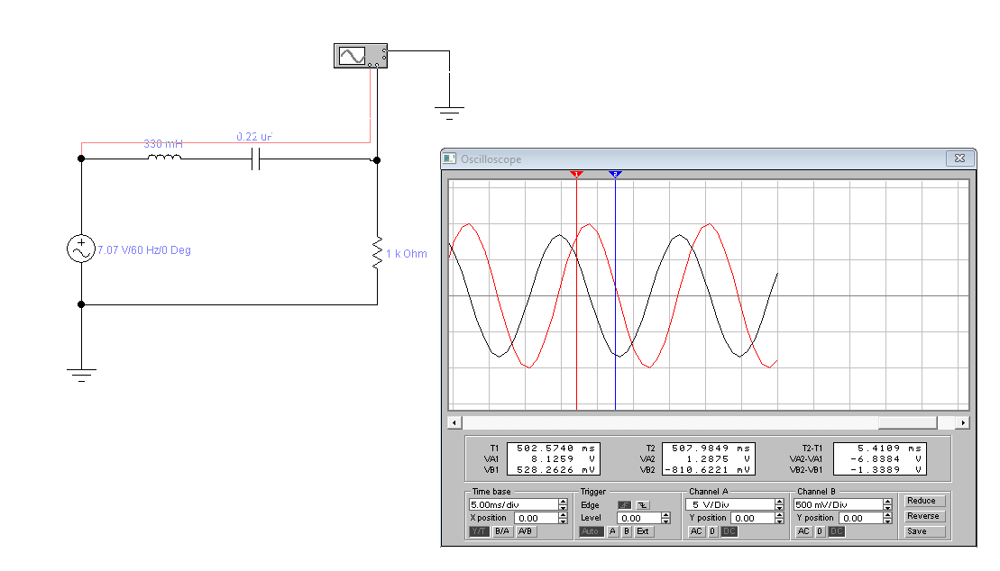 330 mH
0.22 uF
7.07 V/60 Hz/0 Deg
1 k Ohm
Oscilloscope
1
2
T1 502.5740 ms
VA1 8.1259 V
VB1 528.2626 mV
T2 507.9849 ms
VA2 1.2875 V
VB2 -810.6221 mV
T2-T1 5.4109 ms
VA2-VA1 -6.8384 V
VB2-VB1 -1.3389 V
Time base
5.00ms/div
X position 0.00
Y/T B/A A/B
Trigger
Edge
Level 0.00
Auto A B Ext
Channel A
5 V/Div
Y position 0.00
AC 0 DC
Channel B
500 mV/Div
Y position 0.00
AC 0 DC
Reduce
Reverse
Save